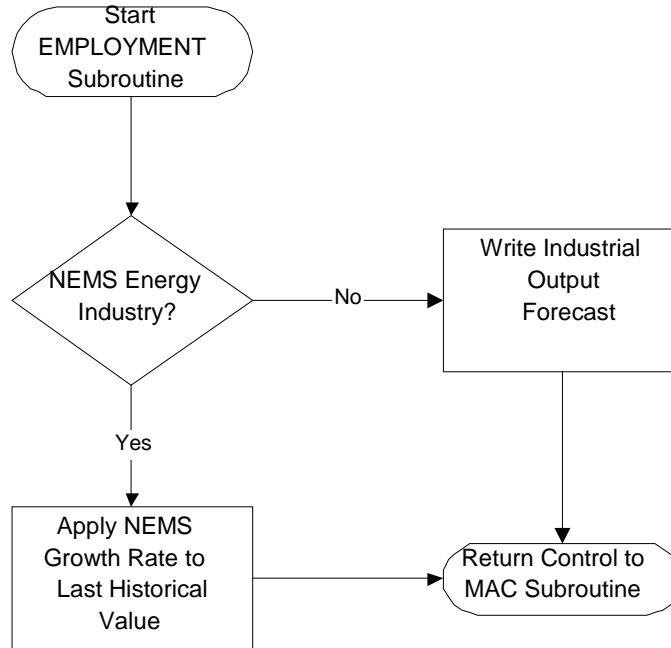 Start
EMPLOYMENT
Subroutine
NEMS Energy
Industry?
No
Write Industrial
Output
Forecast
Yes
Apply NEMS
Growth Rate to
Last Historical
Value
Return Control to
MAC Subroutine